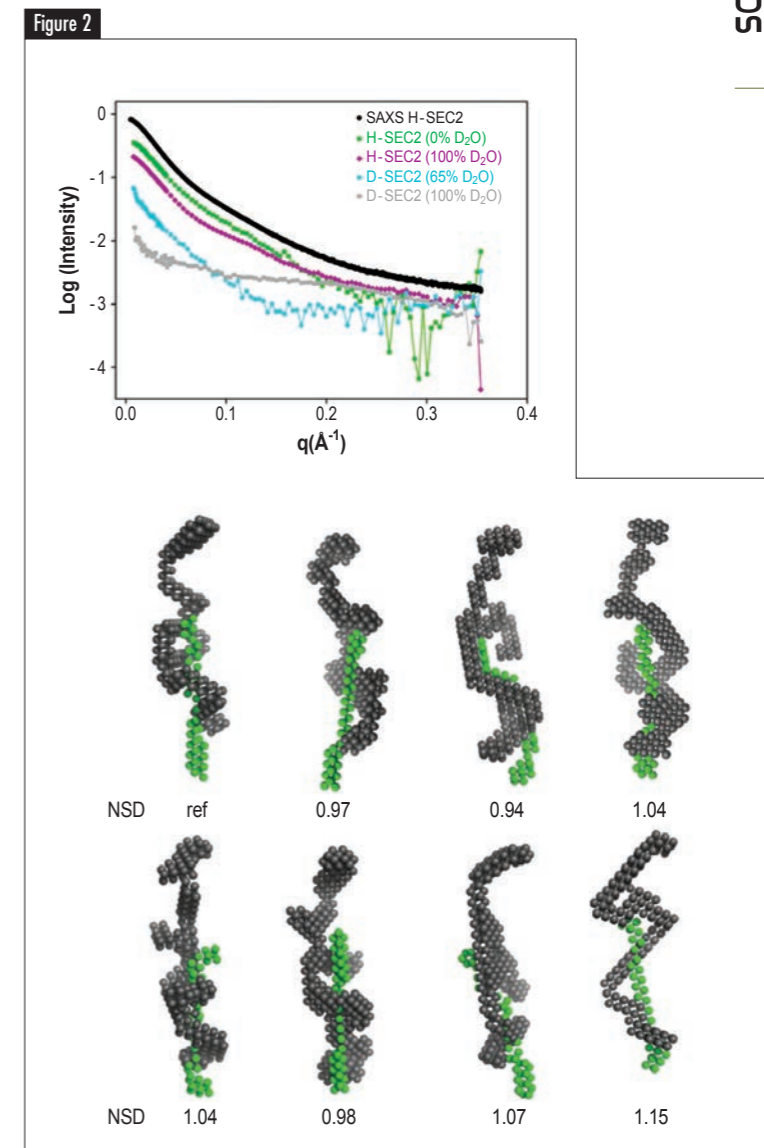 Figure 2
SOS
0
-1
-2
-3
-4
Log (Intensity)
SAXS H-SEC2
H-SEC2 (0% D₂O)
H-SEC2 (100% D₂O)
D-SEC2 (65% D₂O)
D-SEC2 (100% D₂O)
0.0 0.1 0.2 0.3 0.4
q(Å⁻¹)
NSD ref 0.97 0.94 1.04
NSD 1.04 0.98 1.07 1.15